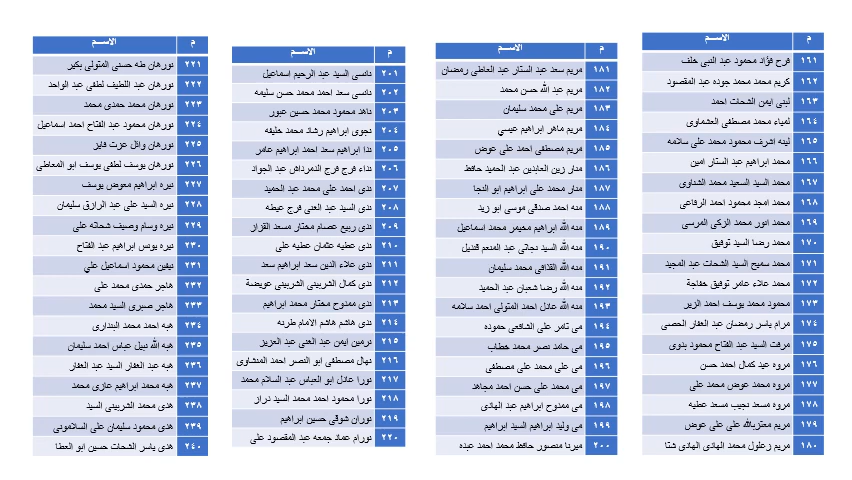 م الاسم
١٦١ فرح فؤاد محمود عبد النبي خلف
١٦٢ كريم محمد محمد جوده عبد المقصود
١٦٣ لبنى ايمن الشحات احمد
١٦٤ لمياء محمد مصطفى العشماوى
١٦٥ لينه اشرف محمود محمد على سلامه
١٦٦ محمد ابراهيم عبد الستار امين
١٦٧ محمد السيد السعيد محمد الشناوى
١٦٨ محمد امجد محمود احمد الرفاعى
١٦٩ محمد انور محمد الزكى المرسى
١٧٠ محمد رضا السيد توفيق
١٧١ محمد سميح السيد الشحات عبد المجيد
١٧٢ محمد علاء عامر توفيق خفاجة
١٧٣ محمود محمد يوسف احمد الزير
١٧٤ مرام ياسر رمضان عبد الغفار الحصى
١٧٥ مرفت السيد عبد الفتاح محمود بدوى
١٧٦ مروه عيد كمال احمد حسن
١٧٧ مروه محمد عوض محمد على
١٧٨ مروه مسعد نجيب مسعد عطيه
١٧٩ مريم معتزبالله على على عوض
١٨٠ مريم زغلول محمد الهادى الهادى شتا
م الاسم
١٨١ مريم سعد عبد الستار عبد العاطى رمضان
١٨٢ مريم عبد الله حسن محمد
١٨٣ مريم على محمد سليمان
١٨٤ مريم ماهر ابراهيم عيسي
١٨٥ مريم مصطفى احمد على عوض
١٨٦ منار زين العابدين عبد الحميد حافظ
١٨٧ منار محمد على ابراهيم ابو النجا
١٨٨ منه احمد صدقى موسى ابو زيد
١٨٩ منه الله ابراهيم مخيمر محمد اسماعيل
١٩٠ منه الله السيد نجاتى عبد المنعم قنديل
١٩١ منه الله القذافى محمد سليمان
١٩٢ منه الله رضا شعبان عبد الحميد
١٩٣ منه الله عادل احمد المتولى احمد سلامه
١٩٤ مى تامر على الشافعى حموده
١٩٥ مى حامد نصر محمد خطاب
١٩٦ مى على محمد على مصطفى
١٩٧ مى محمد على حسن احمد مجاهد
١٩٨ مى ممدوح ابراهيم عبد الهادى
١٩٩ مى وليد ابراهيم السيد ابراهيم
٢٠٠ ميرنا منصور حافظ محمد احمد عبده
م الاسم
٢٠١ نانسى السيد عبد الرحيم اسماعيل
٢٠٢ نانسى سعد احمد محمد حسن سليمه
٢٠٣ ناهد محمود محمد حسين عبور
٢٠٤ نجوى ابراهيم رشاد محمد خليفه
٢٠٥ ندا ابراهيم سعد احمد ابراهيم عامر
٢٠٦ نداء فرج فرج الدمرداش عبد الجواد
٢٠٧ ندى احمد على محمد عبد الحميد
٢٠٨ ندى السيد عبد الغنى فرج عيطه
٢٠٩ ندى ربيع عصام مختار مسعد القزاز
٢١٠ ندى عطيه عثمان عطيه على
٢١١ ندى علاء الدين سعد ابراهيم سعد
٢١٢ ندى كمال الشربينى الشربينى عويضة
٢١٣ ندى ممدوح مختار محمد ابراهيم
٢١٤ ندى هاشم هاشم الامام طرنه
٢١٥ نرمين ايمن عبد الغنى عبد العزيز
٢١٦ نهال مصطفى ابو النصر احمد المنشاوى
٢١٧ نورا عادل ابو العباس عبد السلام محمد
٢١٨ نورا محمود احمد محمد السيد دراز
٢١٩ نوران شوقى حسين ابراهيم
٢٢٠ نورام عماد جمعه عبد المقصود على
م الاسم
٢٢١ نورهان طه حسنى المتولى بكير
٢٢٢ نورهان عبد اللطيف لطفى عبد الواحد
٢٢٣ نورهان محمد حمدى محمد
٢٢٤ نورهان محمود عبد الفتاح احمد اسماعيل
٢٢٥ نورهان وائل عزت فايز
٢٢٦ نورهان يوسف لطفى يوسف ابو المعاطى
٢٢٧ نيره ابراهيم معوض يوسف
٢٢٨ نيره السيد على عبد الرازق سليمان
٢٢٩ نيره وسام وصيف شحاته على
٢٣٠ نيره يونس ابراهيم عبد الفتاح
٢٣١ نيفين محمود اسماعيل علي
٢٣٢ هاجر حمدى محمد على
٢٣٣ هاجر صبرى السيد محمد
٢٣٤ هبه احمد محمد البندارى
٢٣٥ هبه الله نبيل عباس احمد سليمان
٢٣٦ هبه عبد الغفار السيد عبد الغفار
٢٣٧ هبه محمد ابراهيم غازى محمد
٢٣٨ هدى محمد الشربينى السيد
٢٣٩ هدى محمود سليمان على السلامونى
٢٤٠ هدى ياسر الشحات حسين ابو العطا